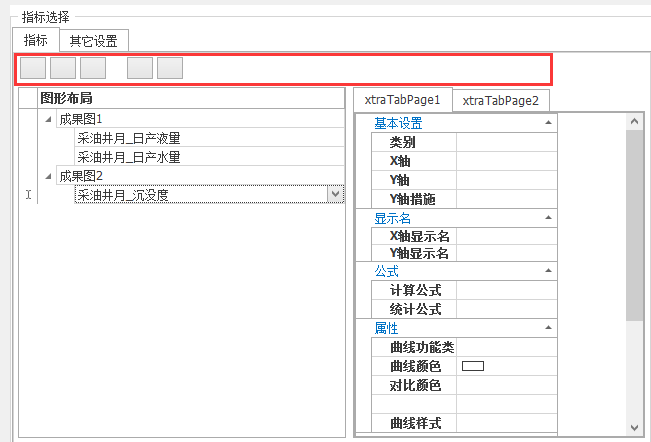 指标选择
指标 其它设置
图形布局
成果图1
采油井月_日产液量
采油井月_日产水量
成果图2
采油井月_沉没度
xtraTabPage1 xtraTabPage2
基本设置
类别
X轴
Y轴
Y轴措施
显示名
X轴显示名
Y轴显示名
公式
计算公式
统计公式
属性
曲线功能类
曲线颜色
对比颜色
曲线样式